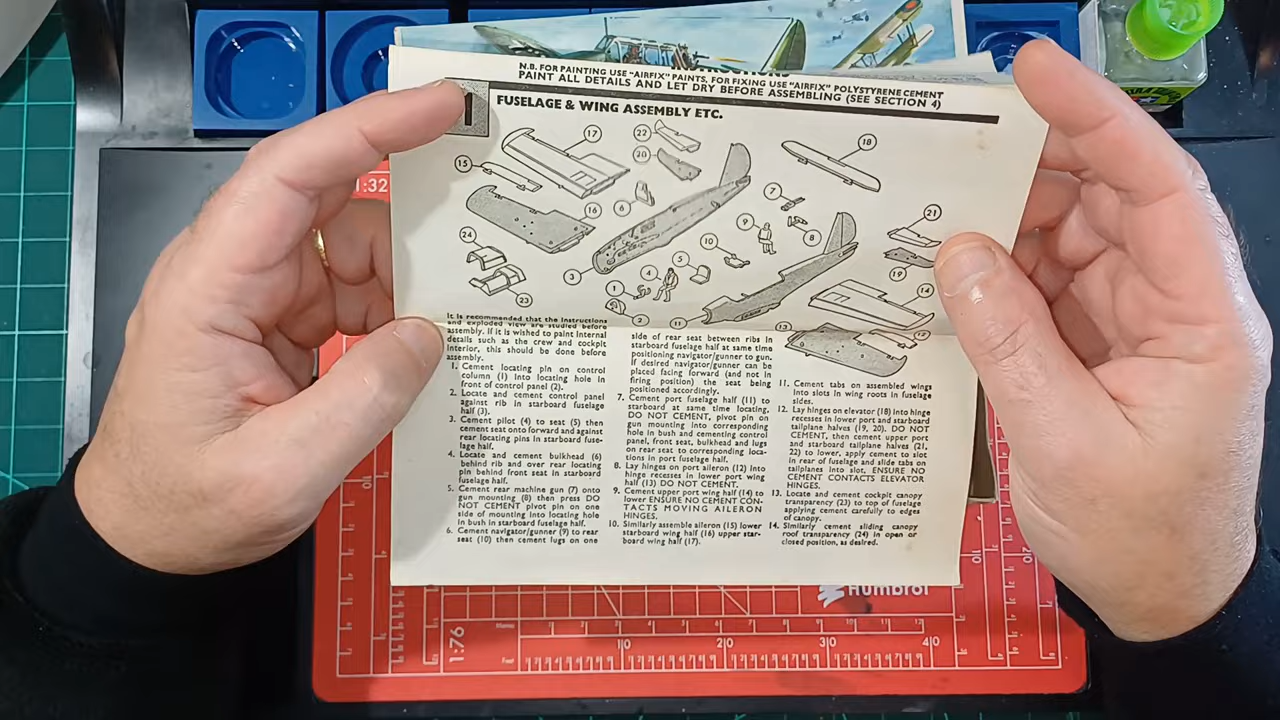 N.B. FOR PAINTING USE "AIRFIX" PAINTS, FOR FIXING USE "AIRFIX" POLYSTYRENE CEMENT
PAINT ALL DETAILS AND LET DRY BEFORE ASSEMBLING (SEE SECTION 4)
1
FUSELAGE & WING ASSEMBLY ETC.
17
22
18
15
20
7
16
6
9
8
21
24
10
5
19
3
4
14
23
1
2
11
13
12
It is recommended that the instructions
and exploded view are studied before
assembly. If it is wished to paint internal
details such as the crew and cockpit
interior, this should be done before
assembly.
1. Cement locating pin on control
column (1) into locating hole in
front of control panel (2).
2. Locate and cement control panel
against rib in starboard fuselage
half (3).
3. Cement pilot (4) to seat (5) then
cement seat onto forward and against
rear locating pins in starboard fuse-
lage half.
4. Locate and cement bulkhead (6)
behind rib and over rear locating
pin behind front seat in starboard
fuselage half.
5. Cement rear machine gun (7) onto
gun mounting (8) then press DO
NOT CEMENT pivot pin on one
side of mounting into locating hole
in bush in starboard fuselage half.
6. Cement navigator/gunner (9) to rear
seat (10) then cement lugs on one
side of rear seat between ribs in
starboard fuselage half at same time
positioning navigator/gunner to gun.
If desired navigator/gunner can be
placed facing forward (and not in
firing position) the seat being
positioned accordingly.
7. Cement port fuselage half (11) to
starboard at same time locating,
DO NOT CEMENT, pivot pin on
gun mounting into corresponding
hole in bush and cementing control
panel, front seat, bulkhead and lugs
on rear seat to corresponding loca-
tions in port fuselage half.
8. Lay hinges on port aileron (12) into
hinge recesses in lower port wing
half (13) DO NOT CEMENT.
9. Cement upper port wing half (14) to
lower ENSURE NO CEMENT CON-
TACTS MOVING AILERON
HINGES.
10. Similarly assemble aileron (15) lower
starboard wing half (16) upper star-
board wing half (17).
11. Cement tabs on assembled wings
into slots in wing roots in fuselage
sides.
12. Lay hinges on elevator (18) into hinge
recesses in lower port and starboard
tailplane halves (19, 20). DO NOT
CEMENT, then cement upper port
and starboard tailplane halves (21,
22) to lower, apply cement to slot
in rear of fuselage and slide tabs on
tailplanes into slot, ENSURE NO
CEMENT CONTACTS ELEVATOR
HINGES.
13. Locate and cement cockpit canopy
transparency (23) to top of fuselage
applying cement carefully to edges
of canopy.
14. Similarly cement sliding canopy
roof transparency (24) in open or
closed position, as desired.
1:32
Humbrol
1:76
Feet
10
20
30
40
10
10
20